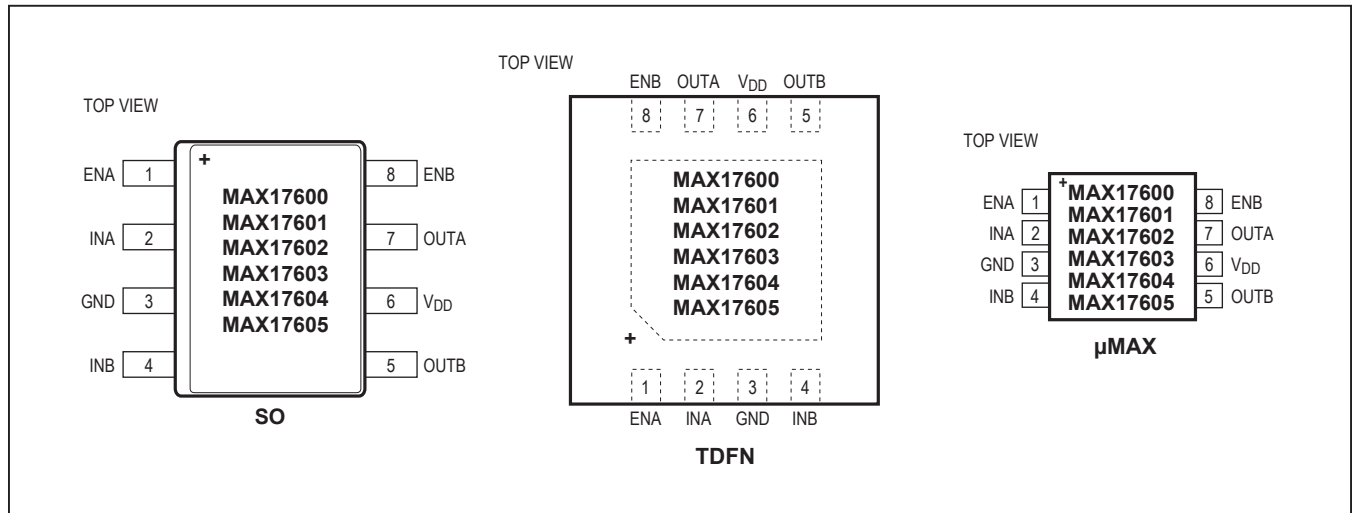 TOP VIEW
ENA 1
INA 2
GND 3
INB 4
+
MAX17600
MAX17601
MAX17602
MAX17603
MAX17604
MAX17605
8 ENB
7 OUTA
6 VDD
5 OUTB
SO
TOP VIEW
ENB OUTA VDD OUTB
8 7 6 5
MAX17600
MAX17601
MAX17602
MAX17603
MAX17604
MAX17605
+
1 2 3 4
ENA INA GND INB
TDFN
TOP VIEW
ENA 1
INA 2
GND 3
INB 4
+
MAX17600
MAX17601
MAX17602
MAX17603
MAX17604
MAX17605
8 ENB
7 OUTA
6 VDD
5 OUTB
µMAX